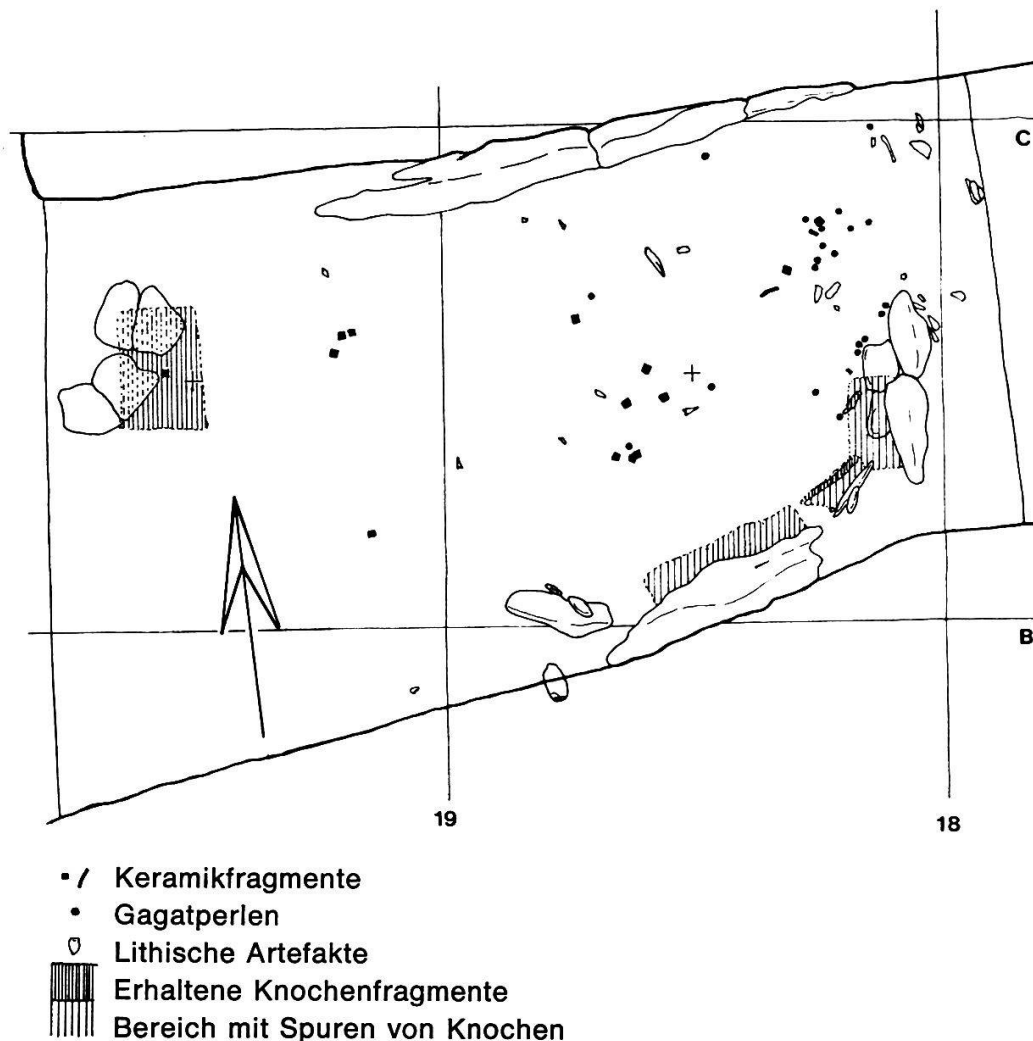 C
B
19
18
Keramikfragmente
Gagatperlen
Lithische Artefakte
Erhaltene Knochenfragmente
Bereich mit Spuren von Knochen